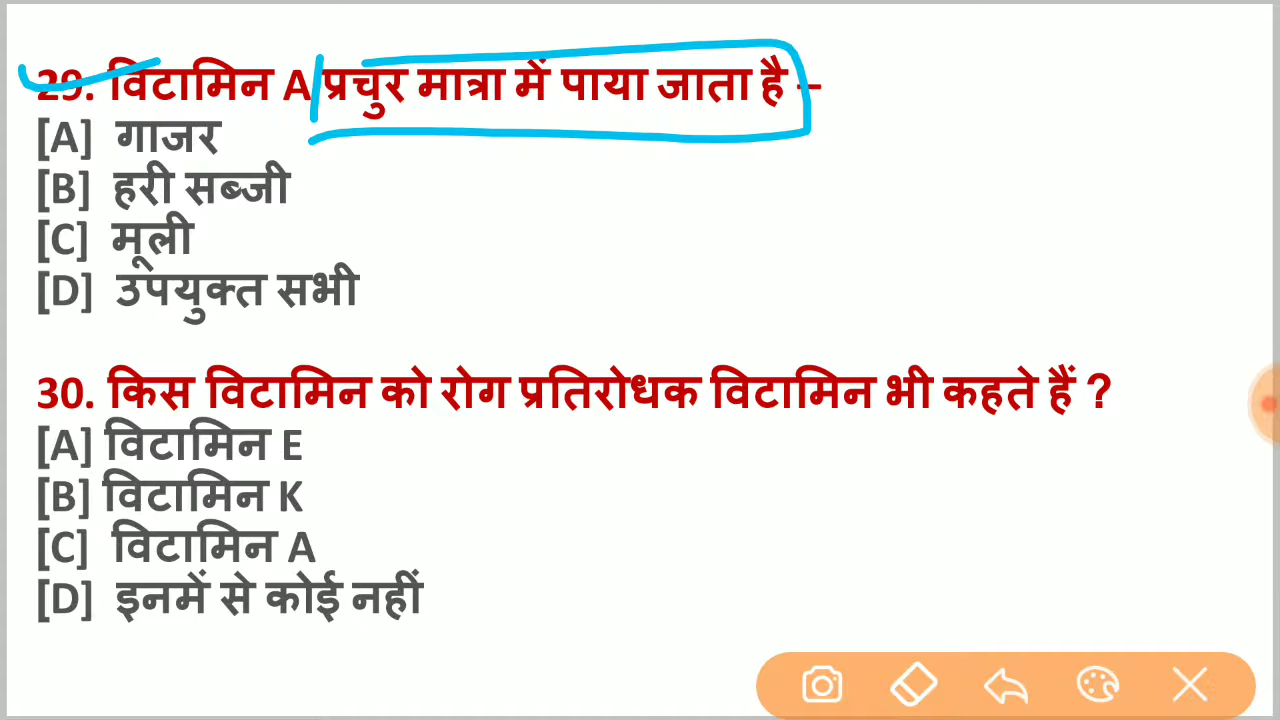 29. विटामिन A प्रचुर मात्रा में पाया जाता है –
[A] गाजर
[B] हरी सब्जी
[C] मूली
[D] उपयुक्त सभी
30. किस विटामिन को रोग प्रतिरोधक विटामिन भी कहते हैं ?
[A] विटामिन E
[B] विटामिन K
[C] विटामिन A
[D] इनमें से कोई नहीं